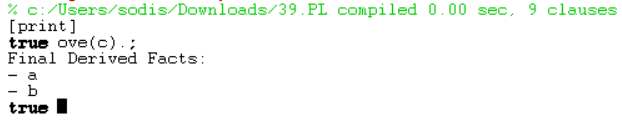 % c:/Users/sodis/Downloads/39.PL compiled 0.00 sec, 9 clauses
[print]
true ove(c).;
Final Derived Facts:
- a
- b
true